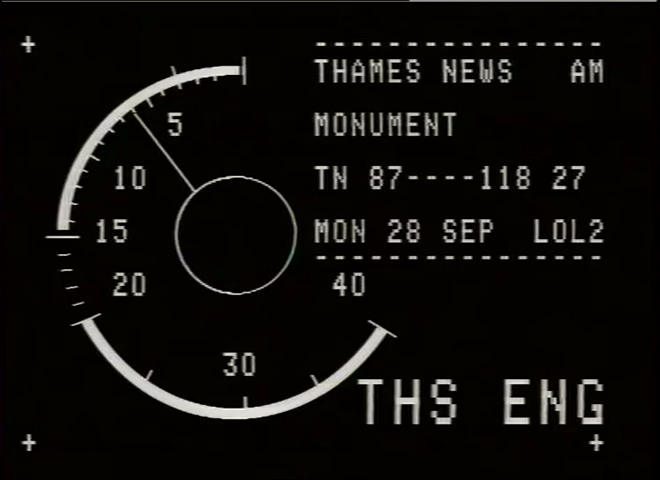 THAMES NEWS AM
MONUMENT
TN 87----118 27
MON 28 SEP LOL2
5
10
15
20
30
40
THS ENG